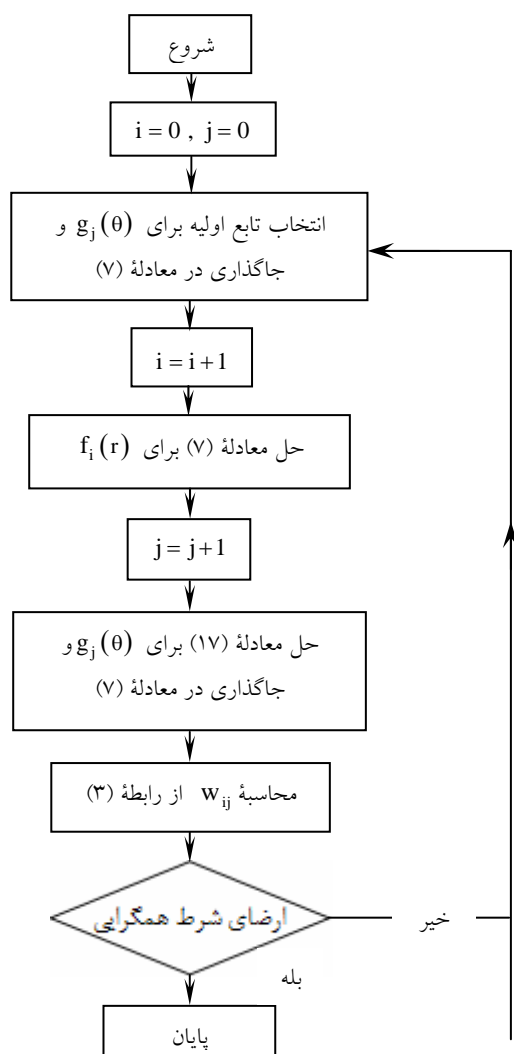 شروع
i = 0 , j = 0
انتخاب تابع اولیه برای g_j(θ) و
جاگذاری در معادلهٔ (۷)
i = i + 1
حل معادلهٔ (۷) برای f_i(r)
j = j + 1
حل معادلهٔ (۱۷) برای g_j(θ) و
جاگذاری در معادلهٔ (۷)
محاسبهٔ w_ij از رابطهٔ (۳)
ارضای شرط همگرایی
خیر
بله
پایان